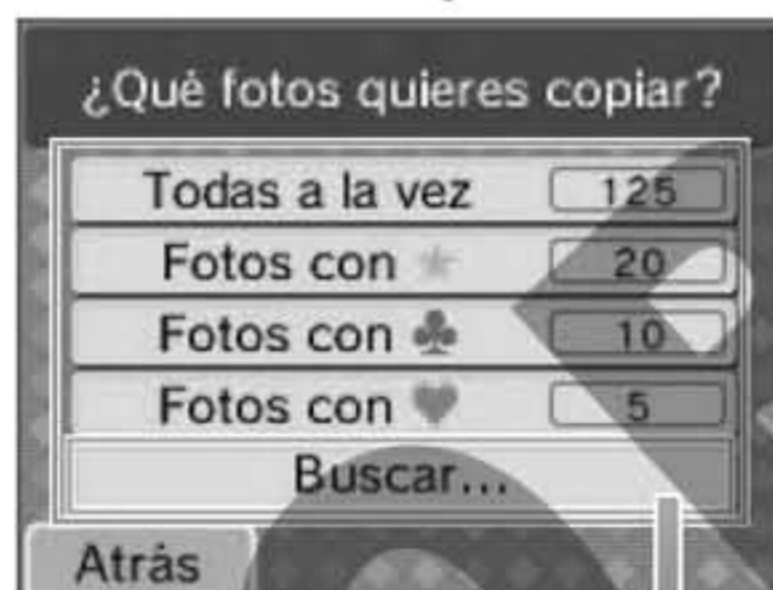 ¿Qué fotos quieres copiar?
Todas a la vez 125
Fotos con ★ 20
Fotos con ♣ 10
Fotos con ♥ 5
Buscar...
Atrás